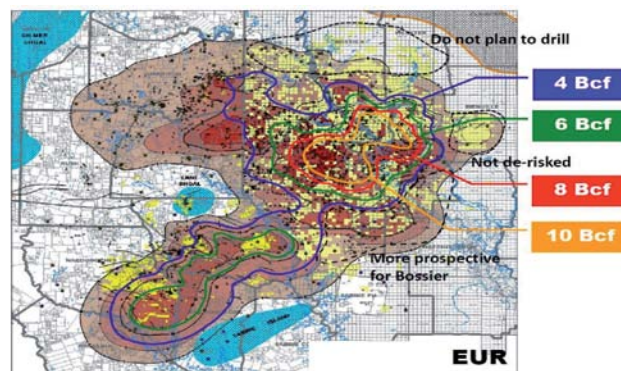 Do not plan to drill
4 Bcf
6 Bcf
Not de-risked
8 Bcf
10 Bcf
More prospective
for Bossier
EUR